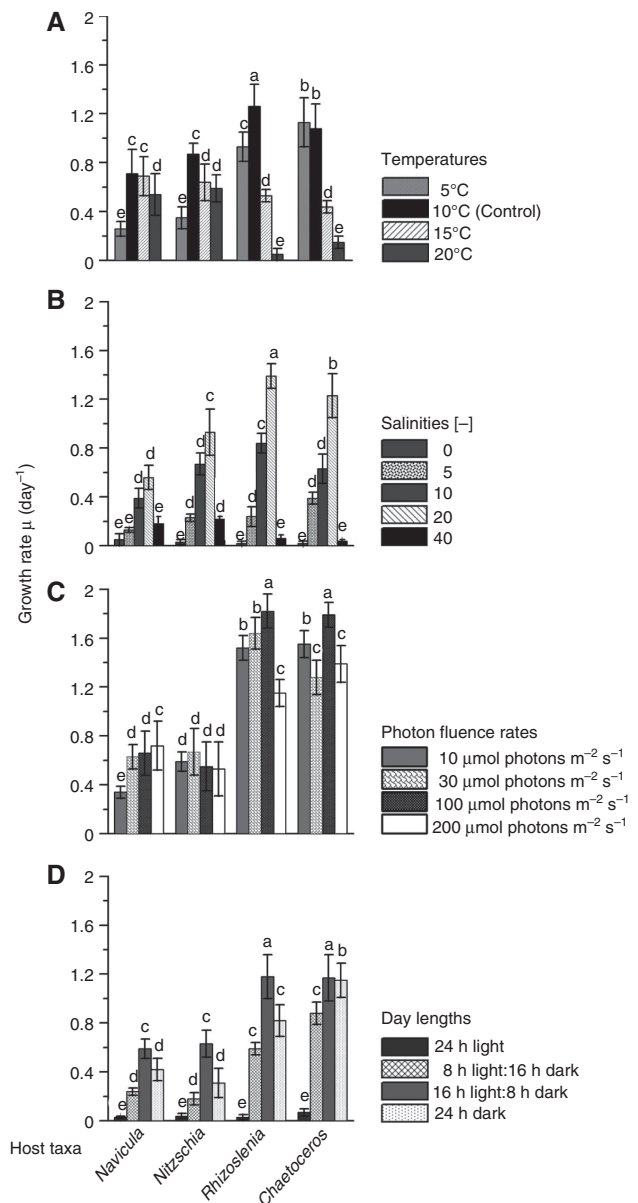 A
2
1.6
1.2
0.8
0.4
0
e c c d
e c d d
c a d e
b b d e
Temperatures
5°C
10°C (Control)
15°C
20°C
B
2
1.6
1.2
0.8
0.4
0
e e d d e
e d d c d
e d c a e
e d d b e
Salinities [–]
0
5
10
20
40
Growth rate μ (day⁻¹)
C
2
1.6
1.2
0.8
0.4
0
e d d d
d d d d
b b a c
b c a c
Photon fluence rates
10 μmol photons m⁻² s⁻¹
30 μmol photons m⁻² s⁻¹
100 μmol photons m⁻² s⁻¹
200 μmol photons m⁻² s⁻¹
D
2
1.6
1.2
0.8
0.4
0
e d c d
e d c d
e c a c
e c a b
Day lengths
24 h light
8 h light:16 h dark
16 h light:8 h dark
24 h dark
Host taxa
Navicula
Nitzschia
Rhizoslenia
Chaetoceros